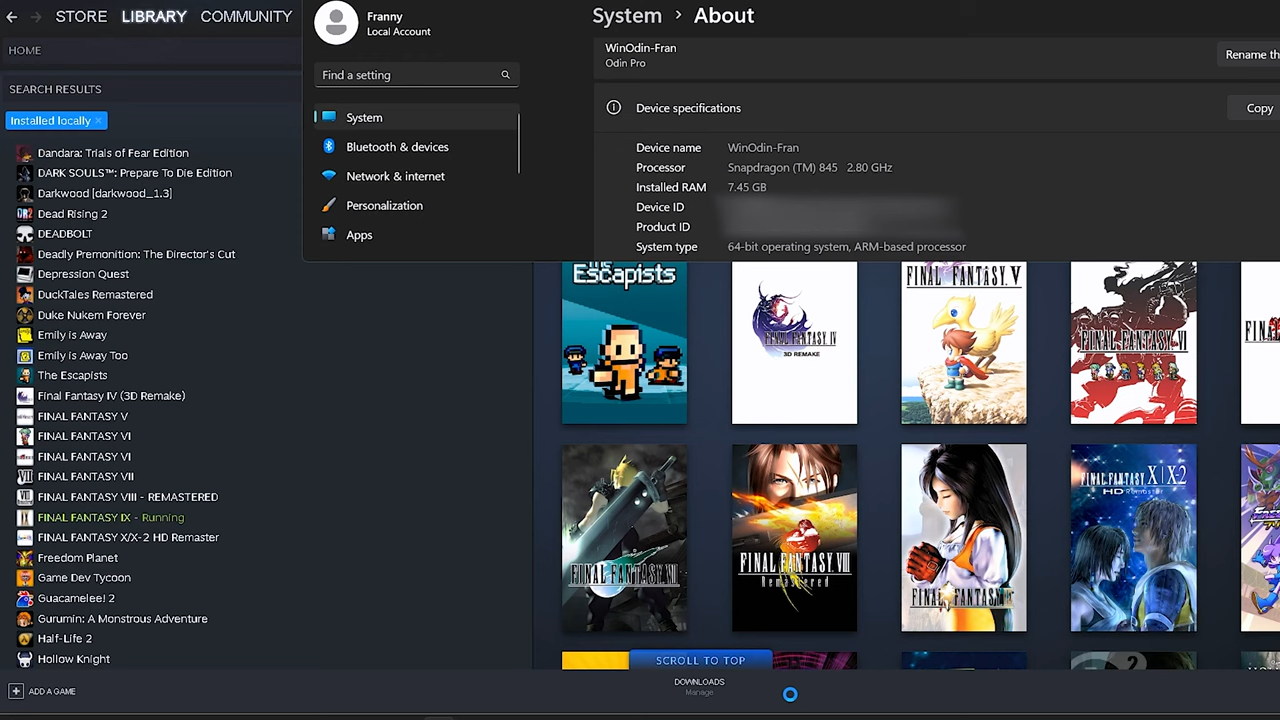 STORE LIBRARY COMMUNITY
HOME
SEARCH RESULTS
Installed locally ×
Dandara: Trials of Fear Edition
DARK SOULS™: Prepare To Die Edition
Darkwood [darkwood_1.3]
Dead Rising 2
DEADBOLT
Deadly Premonition: The Director's Cut
Depression Quest
DuckTales Remastered
Duke Nukem Forever
Emily is Away
Emily is Away Too
The Escapists
Final Fantasy IV (3D Remake)
FINAL FANTASY V
FINAL FANTASY VI
FINAL FANTASY VI
FINAL FANTASY VII
FINAL FANTASY VIII - REMASTERED
FINAL FANTASY IX - Running
FINAL FANTASY X/X-2 HD Remaster
Freedom Planet
Game Dev Tycoon
Guacamelee! 2
Gurumin: A Monstrous Adventure
Half-Life 2
Hollow Knight
ADD A GAME
Franny
Local Account
Find a setting
System
Bluetooth & devices
Network & internet
Personalization
Apps
System › About
WinOdin-Fran
Odin Pro
Rename th
Device specifications
Copy
Device name WinOdin-Fran
Processor Snapdragon (TM) 845 2.80 GHz
Installed RAM 7.45 GB
Device ID
Product ID
System type 64-bit operating system, ARM-based processor
The
Escapists
FINAL FANTASY IV
3D REMAKE
FINAL FANTASY V
FINAL FANTASY VI
FINAL FANTASY VII
FINAL FANTASY VIII
Remastered
FINAL FANTASY IX
FINAL FANTASY X|X-2
HD Remaster
SCROLL TO TOP
DOWNLOADS
Manage